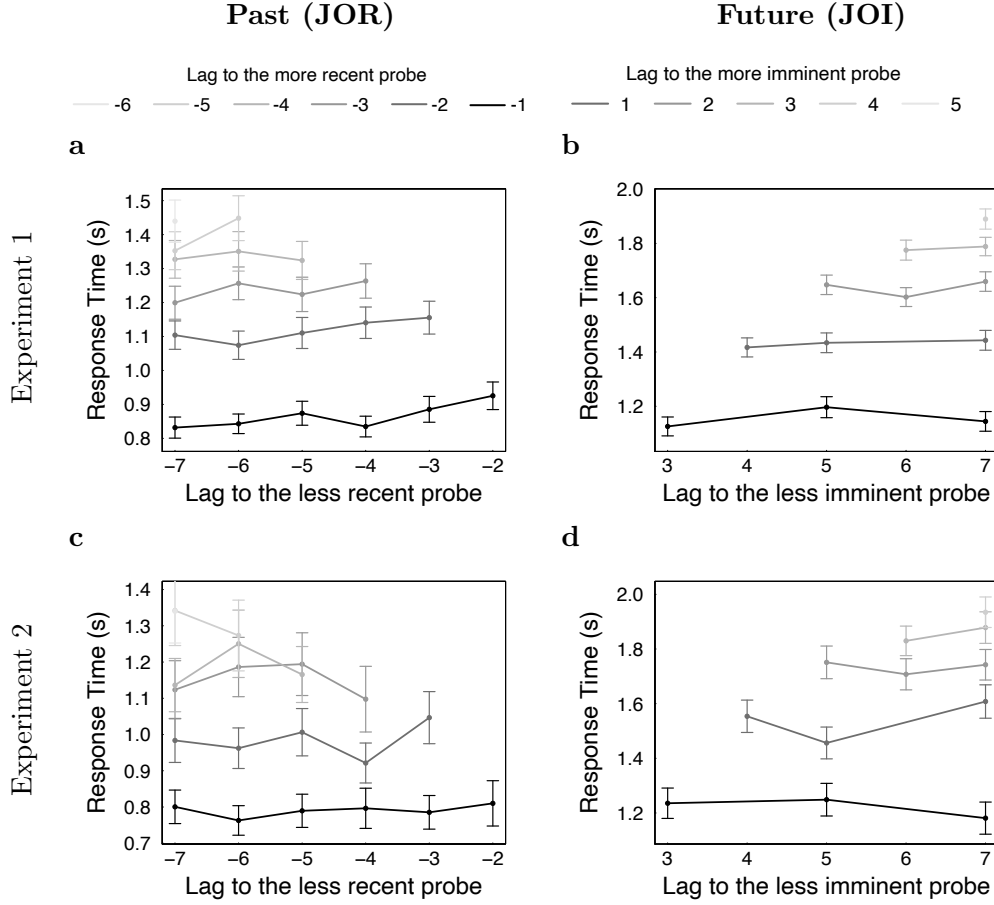 Past (JOR)
Future (JOI)
Lag to the more recent probe
-6 -5 -4 -3 -2 -1
Lag to the more imminent probe
1 2 3 4 5
a
b
Experiment 1
Response Time (s)
1.5
1.4
1.3
1.2
1.1
1.0
0.9
0.8
−7 −6 −5 −4 −3 −2
Lag to the less recent probe
Response Time (s)
2.0
1.8
1.6
1.4
1.2
3 4 5 6 7
Lag to the less imminent probe
c
d
Experiment 2
Response Time (s)
1.4
1.3
1.2
1.1
1.0
0.9
0.8
0.7
−7 −6 −5 −4 −3 −2
Lag to the less recent probe
Response Time (s)
2.0
1.8
1.6
1.4
1.2
3 4 5 6 7
Lag to the less imminent probe